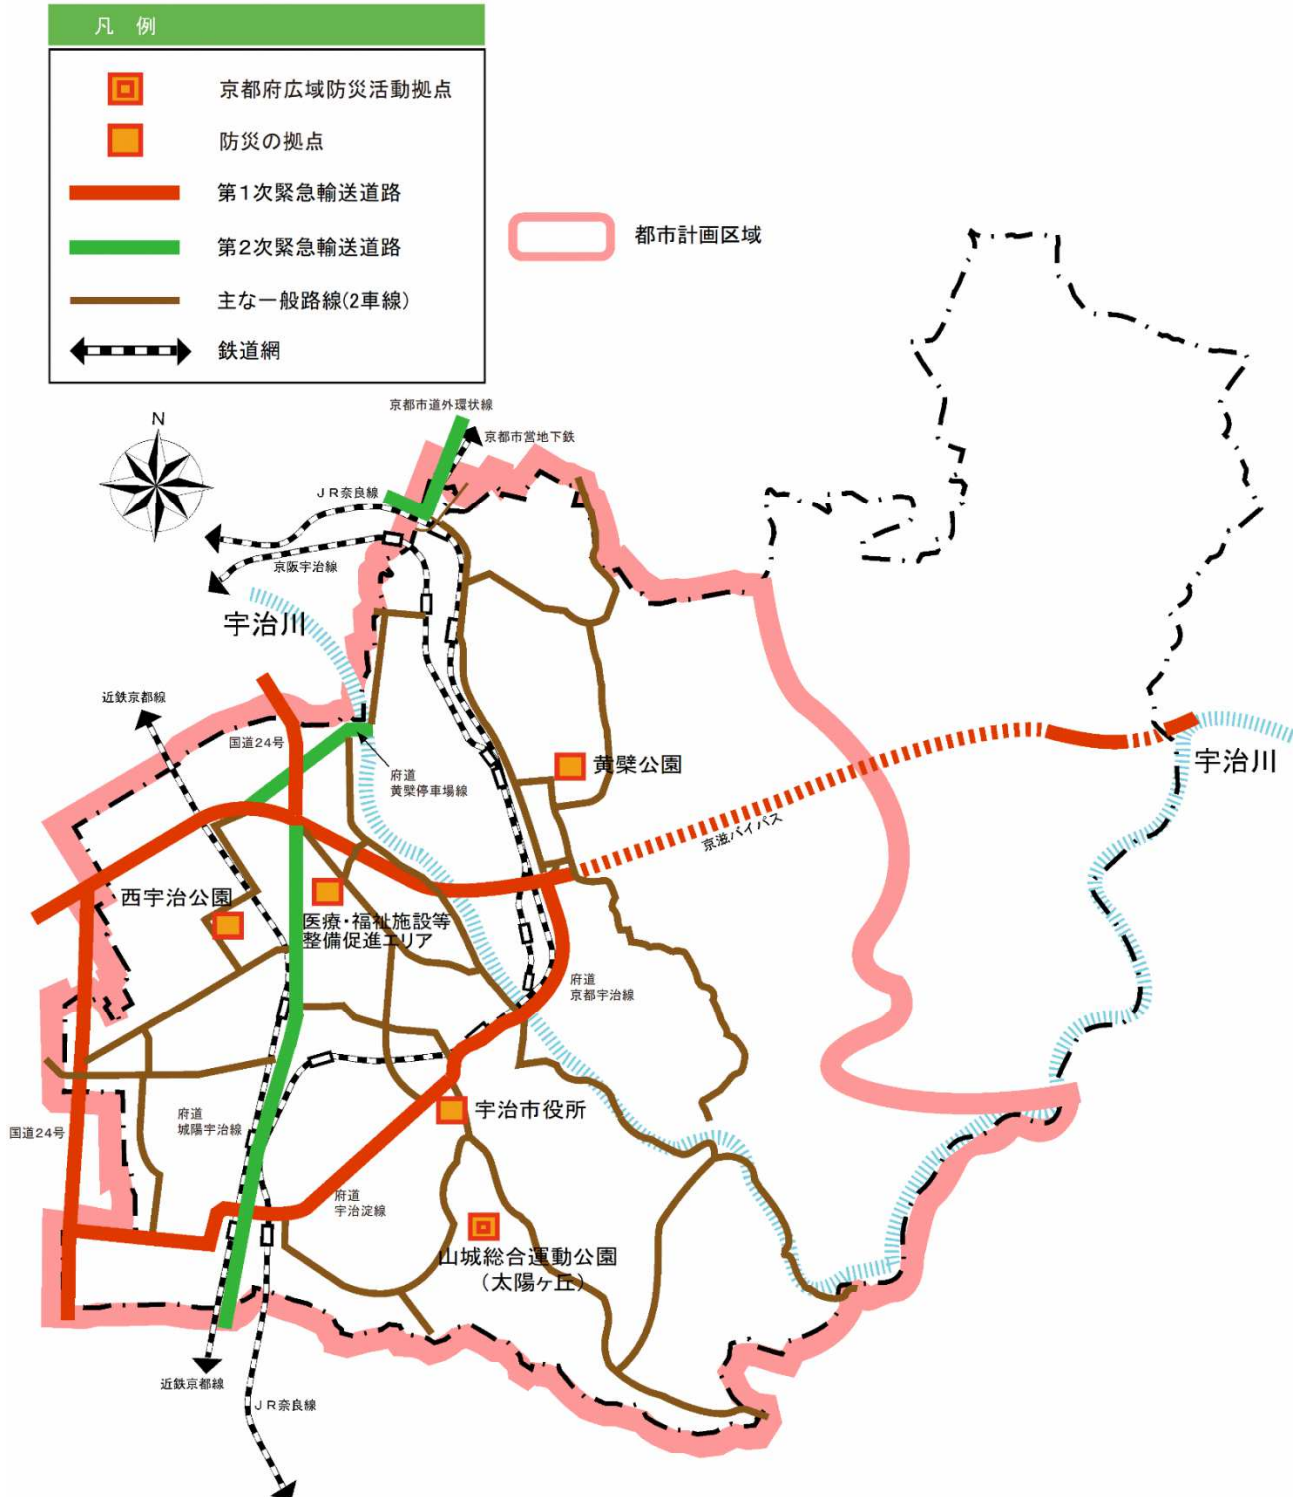 凡 例
京都府広域防災活動拠点
防災の拠点
第1次緊急輸送道路
第2次緊急輸送道路
主な一般路線(2車線)
鉄道網
都市計画区域
N
京都市道外環状線
京都市営地下鉄
JR奈良線
京阪宇治線
宇治川
近鉄京都線
国道24号
府道
黄檗停車場線
黄檗公園
宇治川
京滋バイパス
西宇治公園
医療・福祉施設等
整備促進エリア
府道
京都宇治線
府道
城陽宇治線
国道24号
宇治市役所
府道
宇治淀線
山城総合運動公園
(太陽ヶ丘)
近鉄京都線
JR奈良線